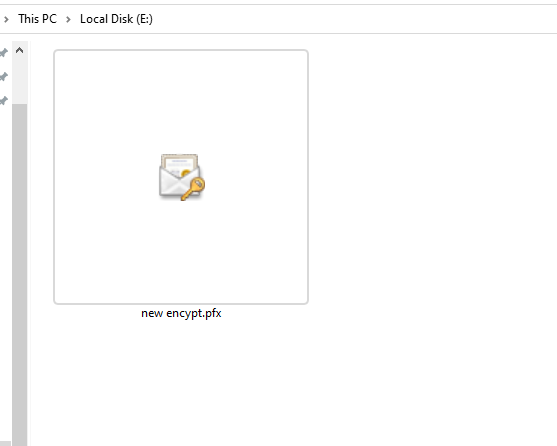 This PC > Local Disk (E:)
new encypt.pfx